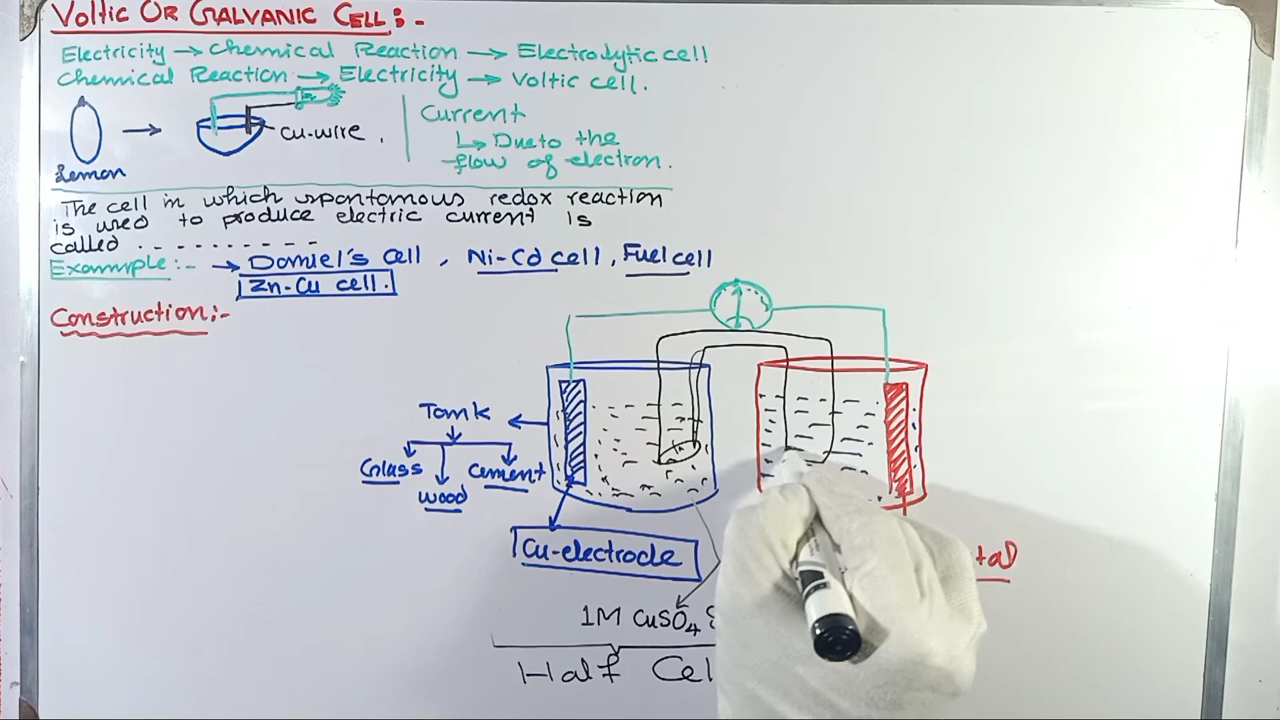 Voltic OR GALVANIC CELL:-
Electricity → Chemical Reaction → Electrolytic cell
Chemical Reaction → Electricity → Voltic cell.
Cu-wire.
Lemon
Current
↳ Due to the
flow of electron.
The cell in which spontomous redox reaction
is used to produce electric current is
called ----------
Example:- → Daniel's cell, Ni-Cd cell, Fuel cell
Zn-Cu cell.
Construction:-
Tank
Glass
wood
Cement
Cu-electrode
1M CuSO4
Half Cel